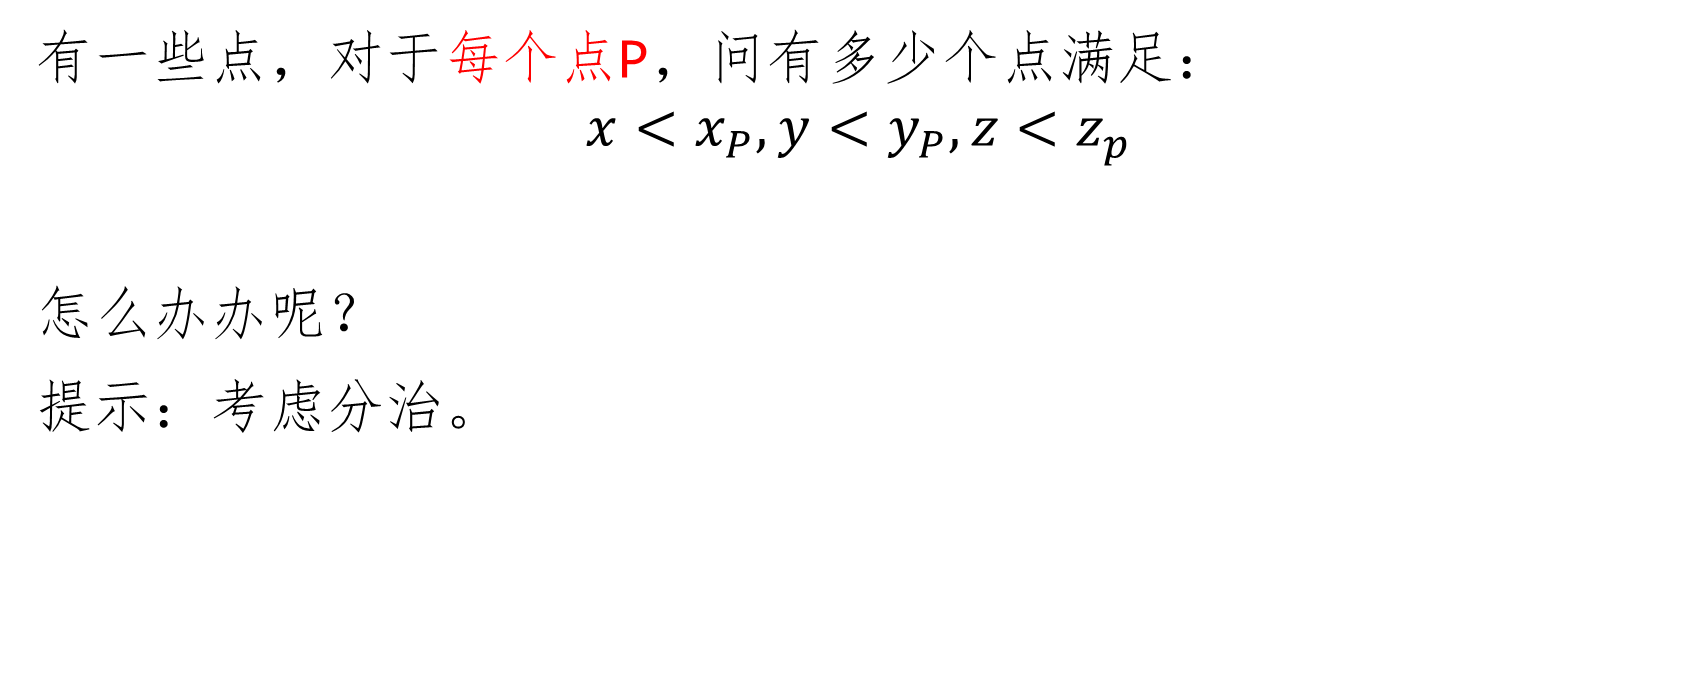 有一些点，对于每个点P，问有多少个点满足：
x < x_P, y < y_P, z < z_p
怎么办办呢？
提示：考虑分治。